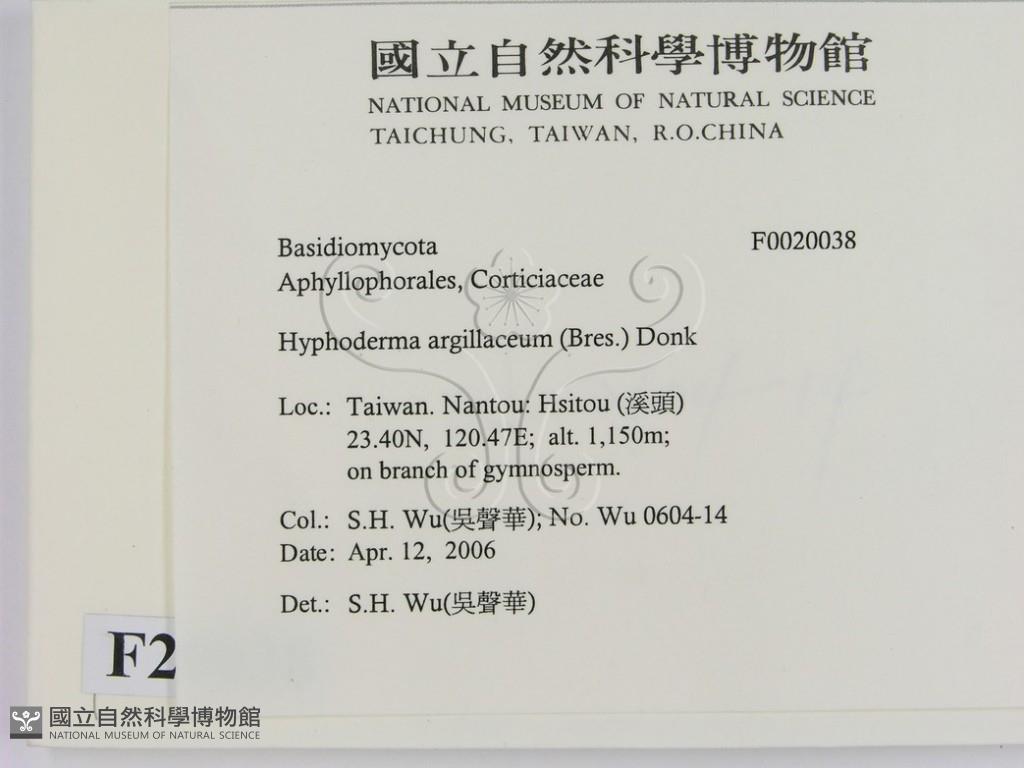 國立自然科學博物館
NATIONAL MUSEUM OF NATURAL SCIENCE
TAICHUNG, TAIWAN, R.O.CHINA
Basidiomycota F0020038
Aphyllophorales, Corticiaceae
Hyphoderma argillaceum (Bres.) Donk
Loc.: Taiwan. Nantou: Hsitou (溪頭)
23.40N, 120.47E; alt. 1,150m;
on branch of gymnosperm.
Col.: S.H. Wu(吳聲華); No. Wu 0604-14
Date: Apr. 12, 2006
Det.: S.H. Wu(吳聲華)
F2
國立自然科學博物館
NATIONAL MUSEUM OF NATURAL SCIENCE